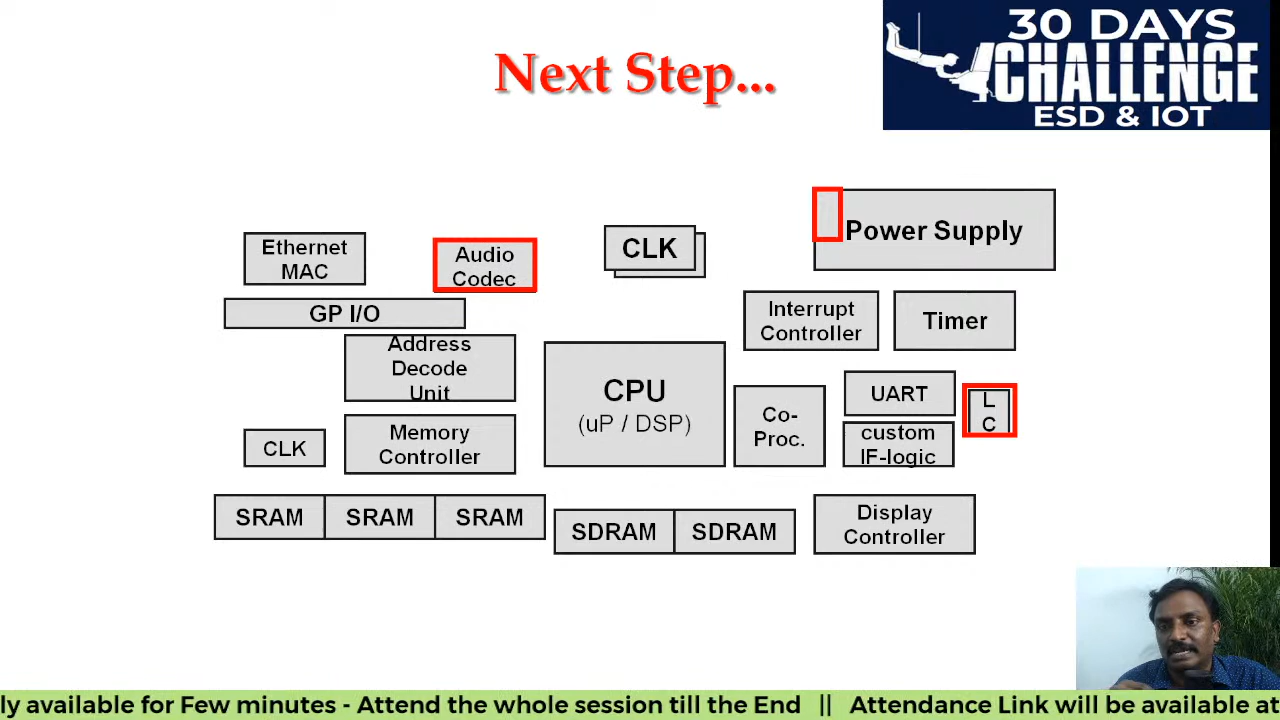 Next Step...
30 DAYS
CHALLENGE
ESD & IOT
Ethernet
MAC
Audio
Codec
CLK
Power Supply
GP I/O
Interrupt
Controller
Timer
Address
Decode
Unit
CPU
(uP / DSP)
Co-
Proc.
UART
L
C
custom
IF-logic
CLK
Memory
Controller
SRAM
SRAM
SRAM
SDRAM
SDRAM
Display
Controller
ly available for Few minutes - Attend the whole session till the End || Attendance Link will be available at